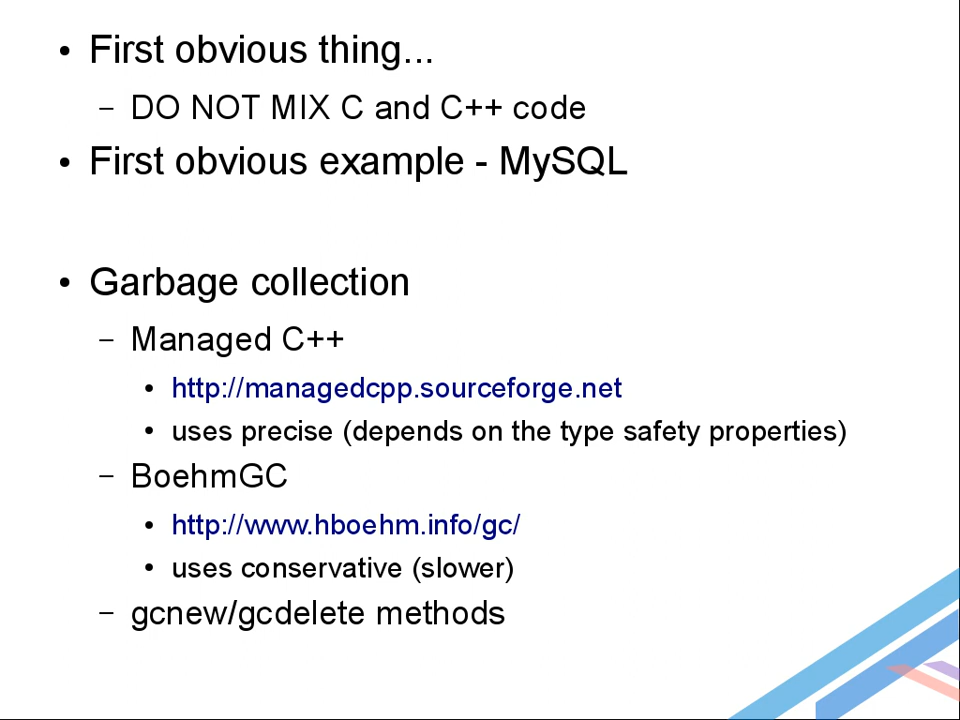 • First obvious thing...
– DO NOT MIX C and C++ code
• First obvious example - MySQL
• Garbage collection
– Managed C++
• http://managedcpp.sourceforge.net
• uses precise (depends on the type safety properties)
– BoehmGC
• http://www.hboehm.info/gc/
• uses conservative (slower)
– gcnew/gcdelete methods